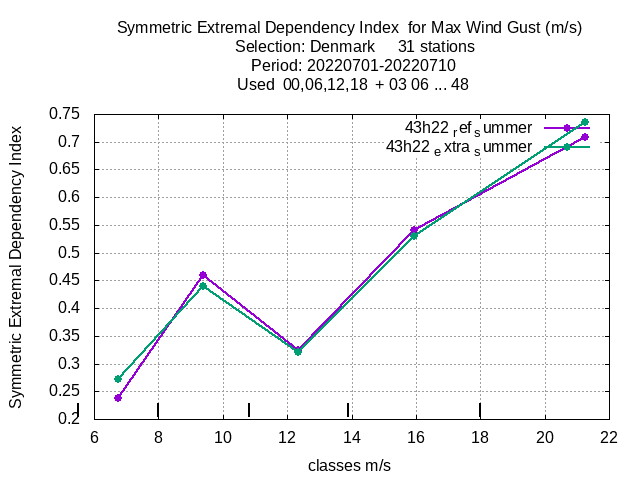 Symmetric Extremal Dependency Index  for Max Wind Gust (m/s)
Selection: Denmark     31 stations
Period: 20220701-20220710
Used  00,06,12,18  + 03 06 ... 48
43h22 ref summer
43h22 extra summer
Symmetric Extremal Dependency Index
0.75
0.7
0.65
0.6
0.55
0.5
0.45
0.4
0.35
0.3
0.25
0.2
6 8 10 12 14 16 18 20 22
classes m/s